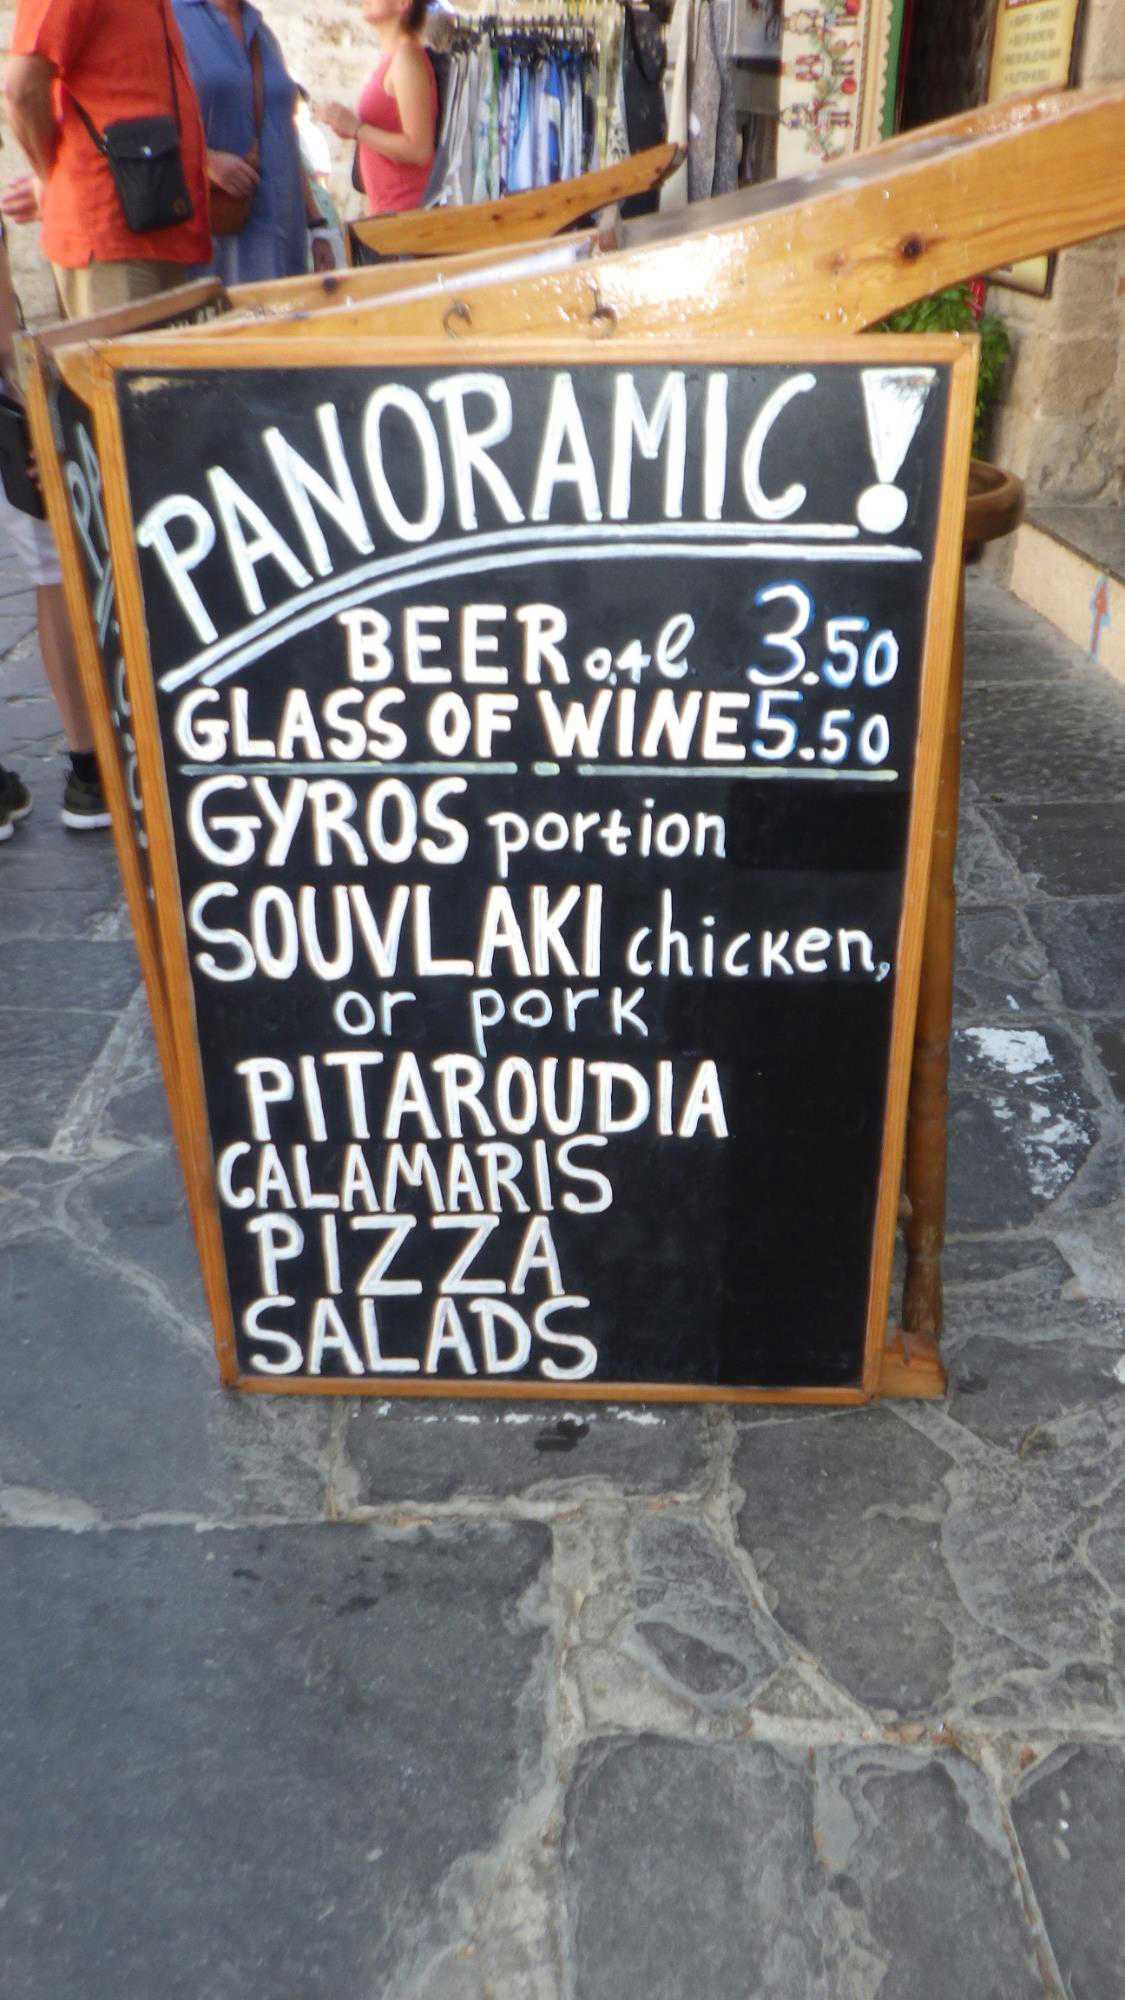 PANORAMIC!
BEER 0,4 l 3.50
GLASS OF WINE 5.50
GYROS portion
SOUVLAKI chicken,
or pork
PITAROUDIA
CALAMARIS
PIZZA
SALADS